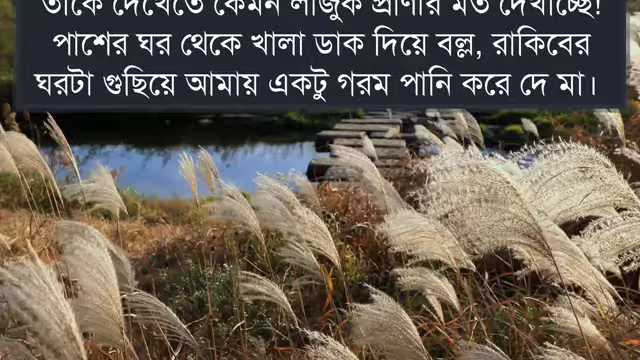 তাকে দেখেতে কেমন লাজুক প্রাণীর মত দেখাচ্ছে!
পাশের ঘর থেকে খালা ডাক দিয়ে বল্ল, রাকিবের
ঘরটা গুছিয়ে আমায় একটু গরম পানি করে দে মা।